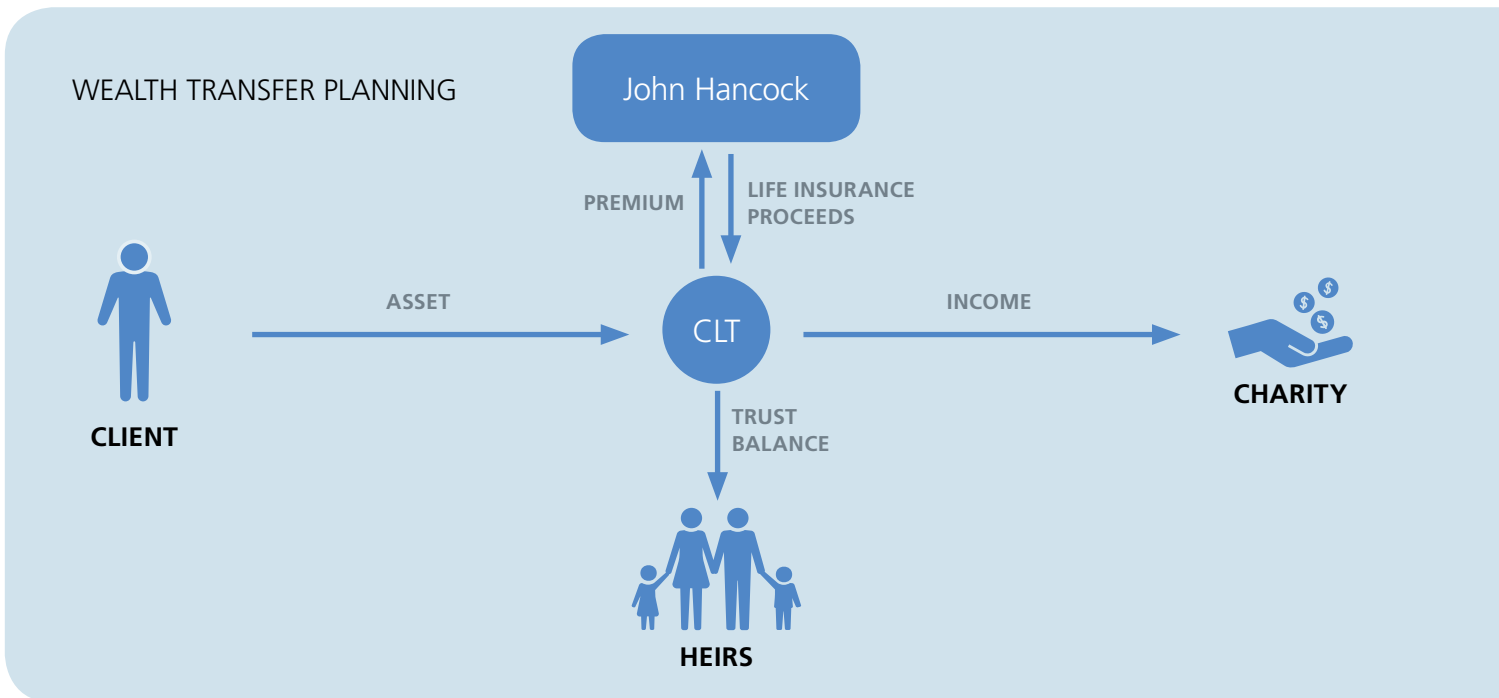 WEALTH TRANSFER PLANNING
John Hancock
PREMIUM
LIFE INSURANCE
PROCEEDS
ASSET
CLT
INCOME
$
$
$
CLIENT
CHARITY
TRUST
BALANCE
HEIRS